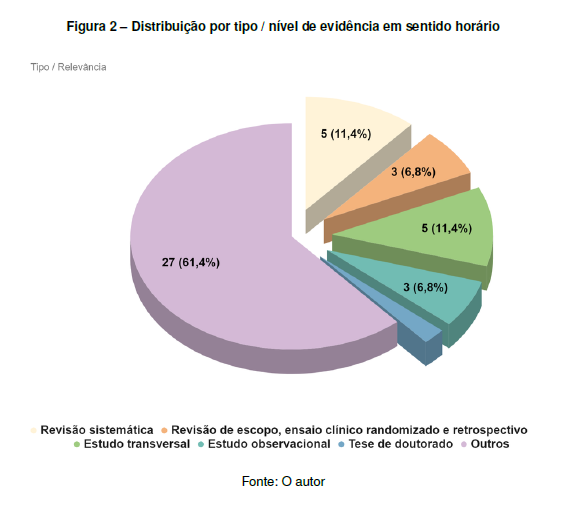 Figura 2 – Distribuição por tipo / nível de evidência em sentido horário
Tipo / Relevância
5 (11,4%)
3 (6,8%)
5 (11,4%)
3 (6,8%)
27 (61,4%)
Revisão sistemática Revisão de escopo, ensaio clínico randomizado e retrospectivo
Estudo transversal Estudo observacional Tese de doutorado Outros
Fonte: O autor